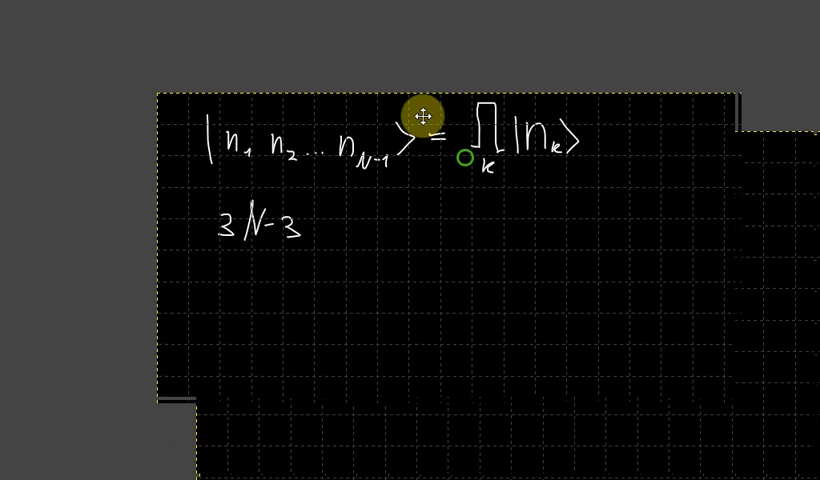 |n₁ n₂ ... n_{N-1}⟩ = ∏_k |n_k⟩
3N-3